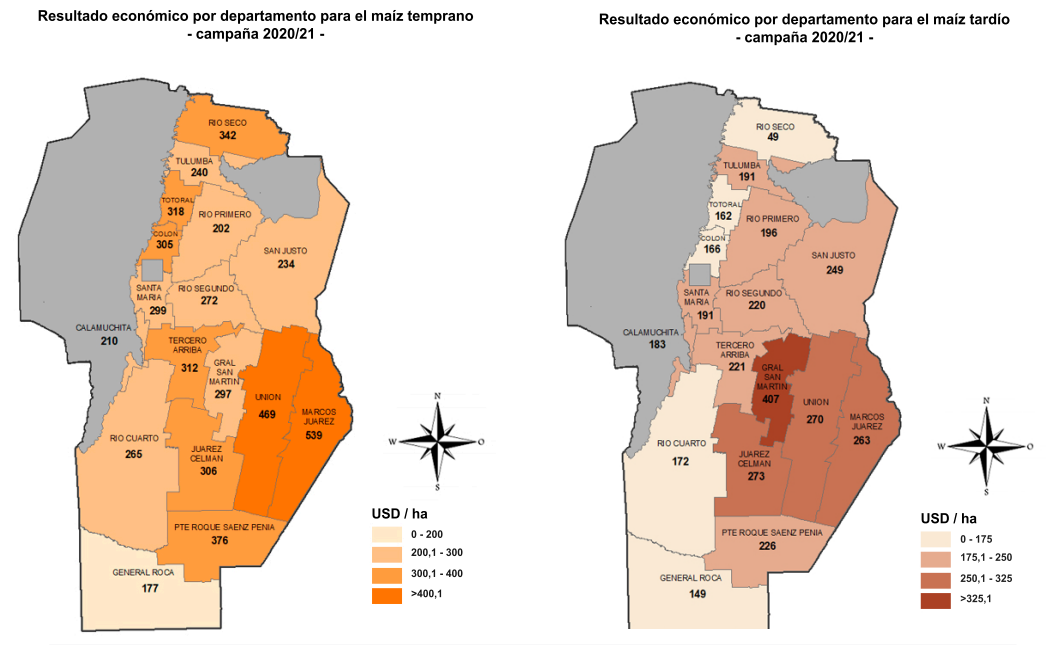 Resultado económico por departamento para el maíz temprano
- campaña 2020/21 -
RIO SECO
342
TULUMBA
240
TOTORAL
318
RIO PRIMERO
202
COLON
305
SAN JUSTO
234
SANTA
MARIA
299
RIO SEGUNDO
272
CALAMUCHITA
210
TERCERO
ARRIBA
312
GRAL
SAN
MARTIN
297
UNION
469
MARCOS
JUAREZ
539
RIO CUARTO
265
JUAREZ
CELMAN
306
PTE ROQUE SAENZ PENIA
376
GENERAL ROCA
177
N
W
O
S
USD / ha
0 - 200
200,1 - 300
300,1 - 400
>400,1
Resultado económico por departamento para el maíz tardío
- campaña 2020/21 -
RIO SECO
49
TULUMBA
191
TOTORAL
162
RIO PRIMERO
196
COLON
166
SAN JUSTO
249
SANTA
MARIA
191
RIO SEGUNDO
220
CALAMUCHITA
183
TERCERO
ARRIBA
221
GRAL
SAN
MARTIN
407
UNION
270
MARCOS
JUAREZ
263
RIO CUARTO
172
JUAREZ
CELMAN
273
PTE ROQUE SAENZ PENIA
226
GENERAL ROCA
149
N
W
O
S
USD / ha
0 - 175
175,1 - 250
250,1 - 325
>325,1